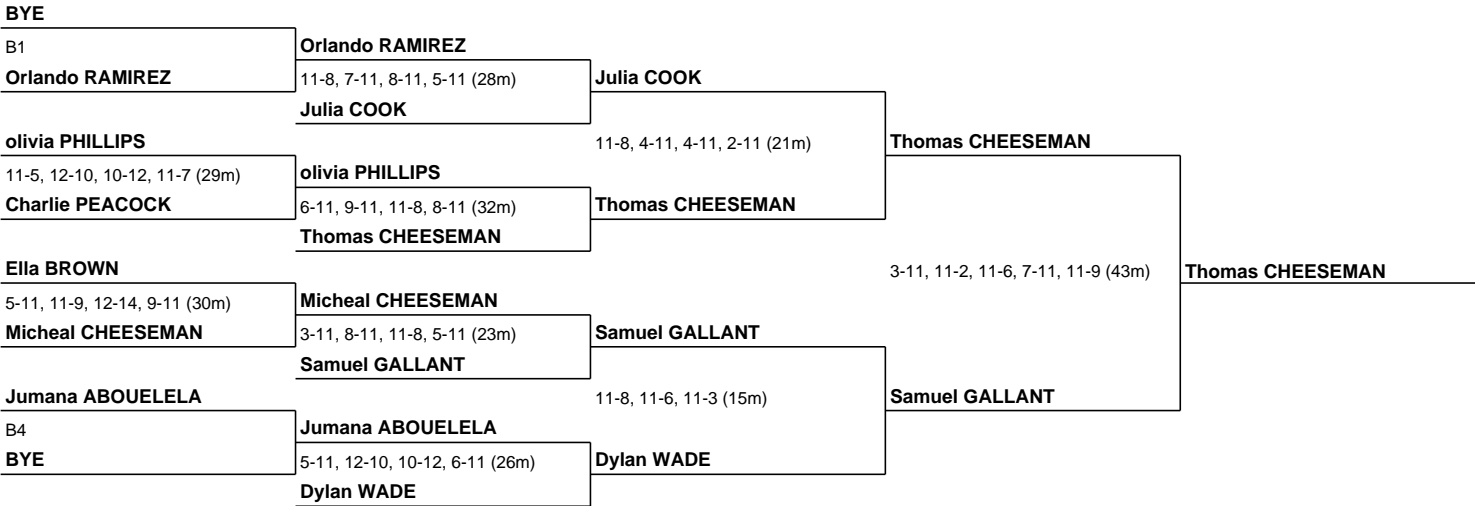 BYE
B1
Orlando RAMIREZ
Orlando RAMIREZ
11-8, 7-11, 8-11, 5-11 (28m)
Julia COOK
Julia COOK
olivia PHILLIPS
11-8, 4-11, 4-11, 2-11 (21m)
Thomas CHEESEMAN
11-5, 12-10, 10-12, 11-7 (29m)
olivia PHILLIPS
Charlie PEACOCK
6-11, 9-11, 11-8, 8-11 (32m)
Thomas CHEESEMAN
Thomas CHEESEMAN
Ella BROWN
3-11, 11-2, 11-6, 7-11, 11-9 (43m)
Thomas CHEESEMAN
5-11, 11-9, 12-14, 9-11 (30m)
Micheal CHEESEMAN
Micheal CHEESEMAN
3-11, 8-11, 11-8, 5-11 (23m)
Samuel GALLANT
Samuel GALLANT
Jumana ABOUELELA
11-8, 11-6, 11-3 (15m)
Samuel GALLANT
B4
Jumana ABOUELELA
BYE
5-11, 12-10, 10-12, 6-11 (26m)
Dylan WADE
Dylan WADE